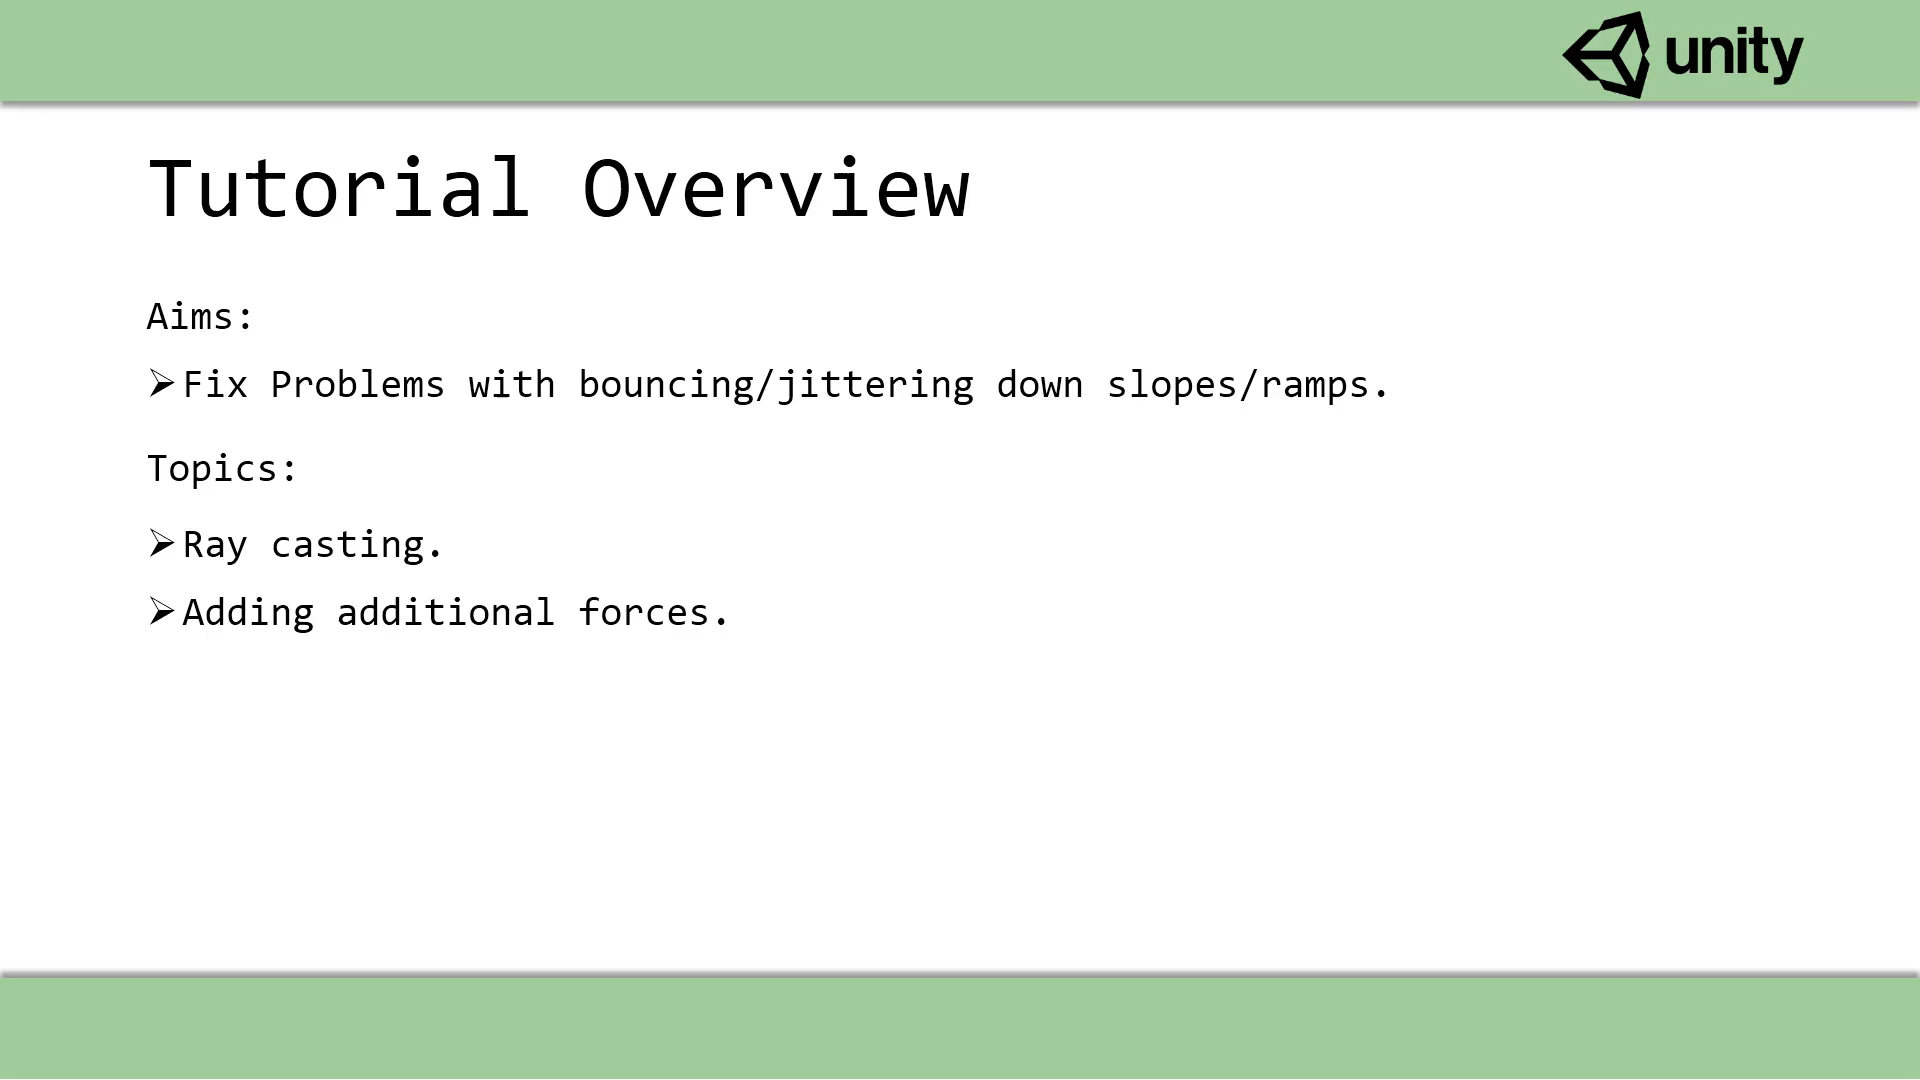 unity
Tutorial Overview
Aims:
➢Fix Problems with bouncing/jittering down slopes/ramps.
Topics:
➢Ray casting.
➢Adding additional forces.